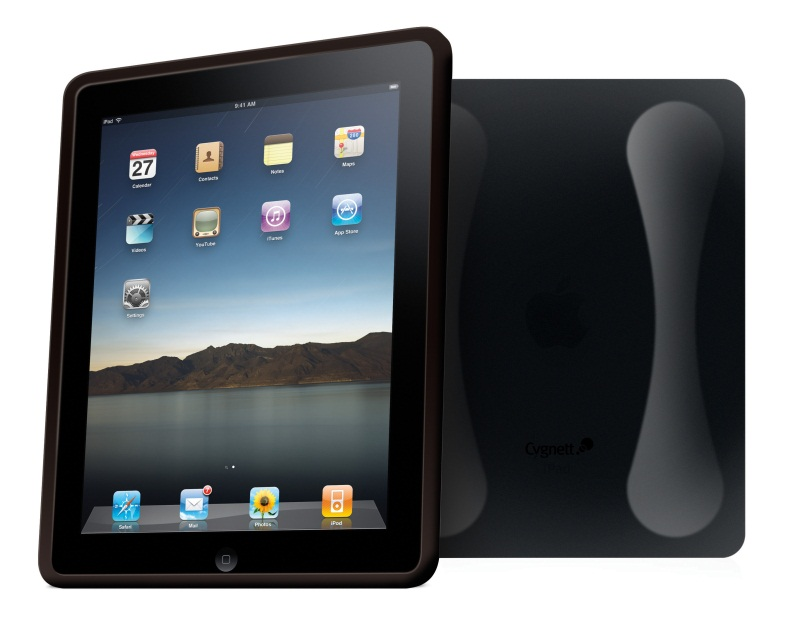 iPad
9:41 AM
Wednesday
27
Calendar
Contacts
Notes
280
Maps
Videos
YouTube
iTunes
App Store
Settings
Cygnett
Safari
Mail
Photos
iPod